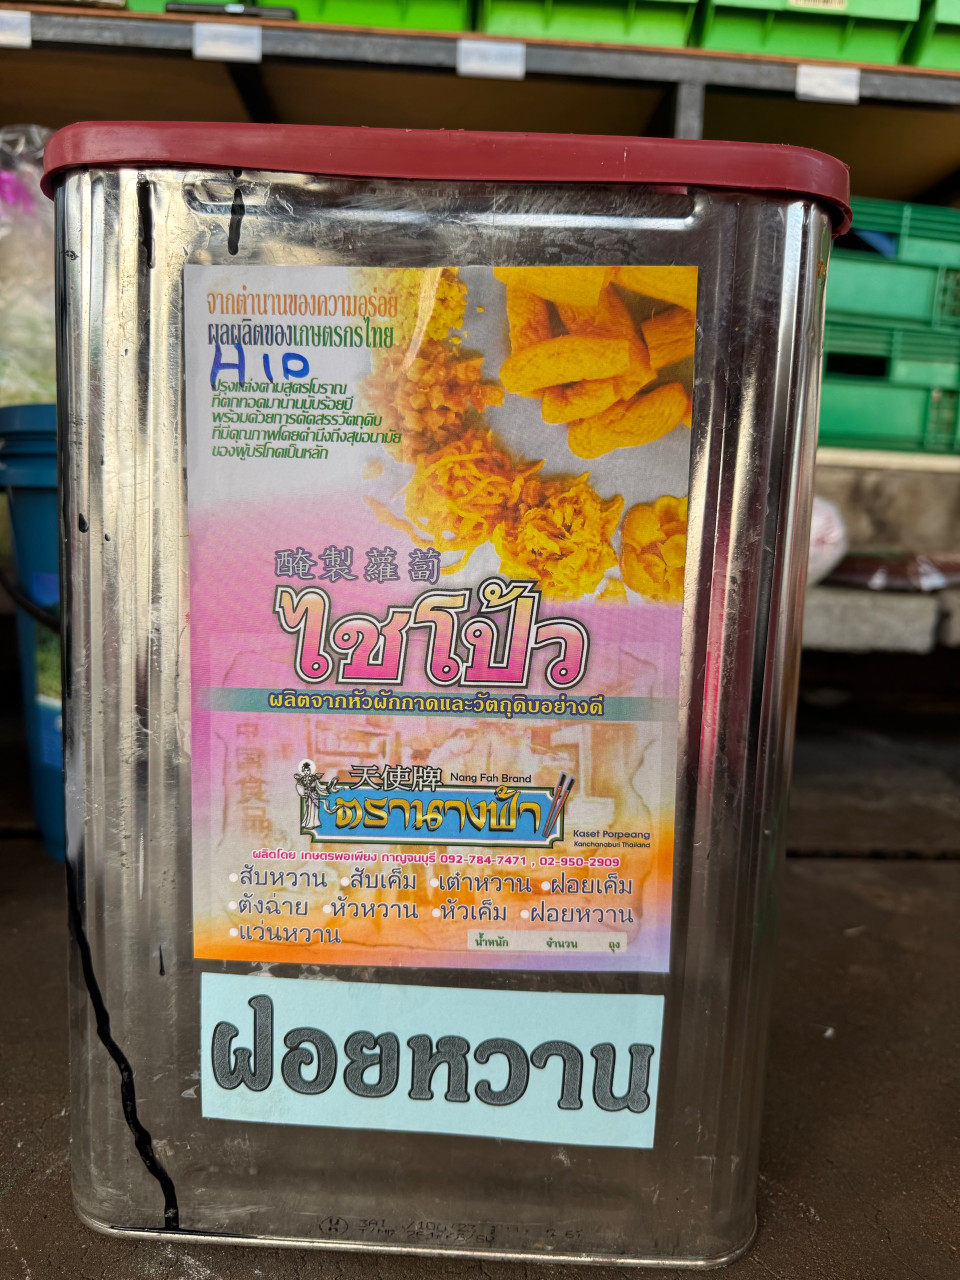 จากตำนานของความอร่อย
ผลผลิตของเกษตรกรไทย
H.1P
ปรุงแต่งตามสูตรโบราณ
ที่ตกทอดมานานนับร้อยปี
พร้อมด้วยการคัดสรรวัตถุดิบ
ที่มีคุณภาพโดยคำนึงถึงสุขอนามัย
ของผู้บริโภคเป็นหลัก
醃製蘿蔔
ไชโป้ว
ผลิตจากหัวผักกาดและวัตถุดิบอย่างดี
中国食品
天使牌 Nang Fah Brand
ตรานางฟ้า
Kaset Porpeang
Kanchanaburi Thailand
ผลิตโดย เกษตรพอเพียง กาญจนบุรี 092-784-7471 , 02-950-2909
•สับหวาน •สับเค็ม •เต๋าหวาน •ฝอยเค็ม
•ตังฉ่าย •หัวหวาน •หัวเค็ม •ฝอยหวาน
•แว่นหวาน
น้ำหนัก จำนวน ถุง
ฝอยหวาน